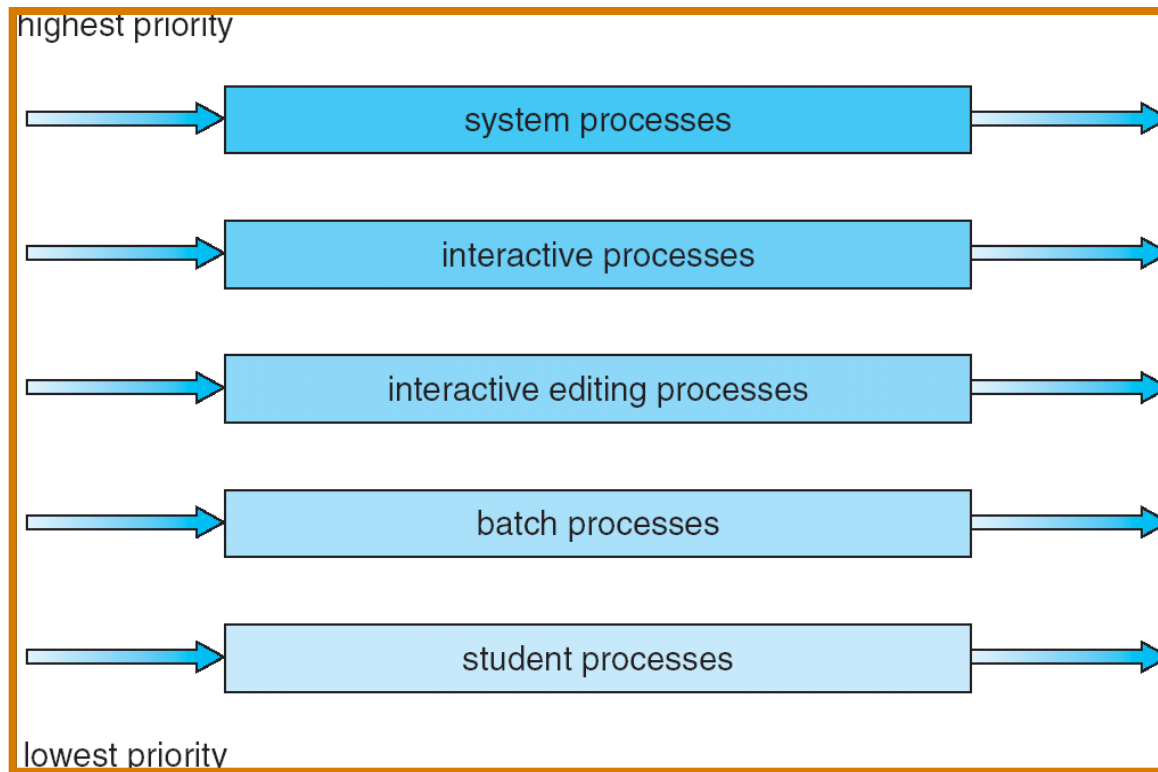 highest priority
system processes
interactive processes
interactive editing processes
batch processes
student processes
lowest priority